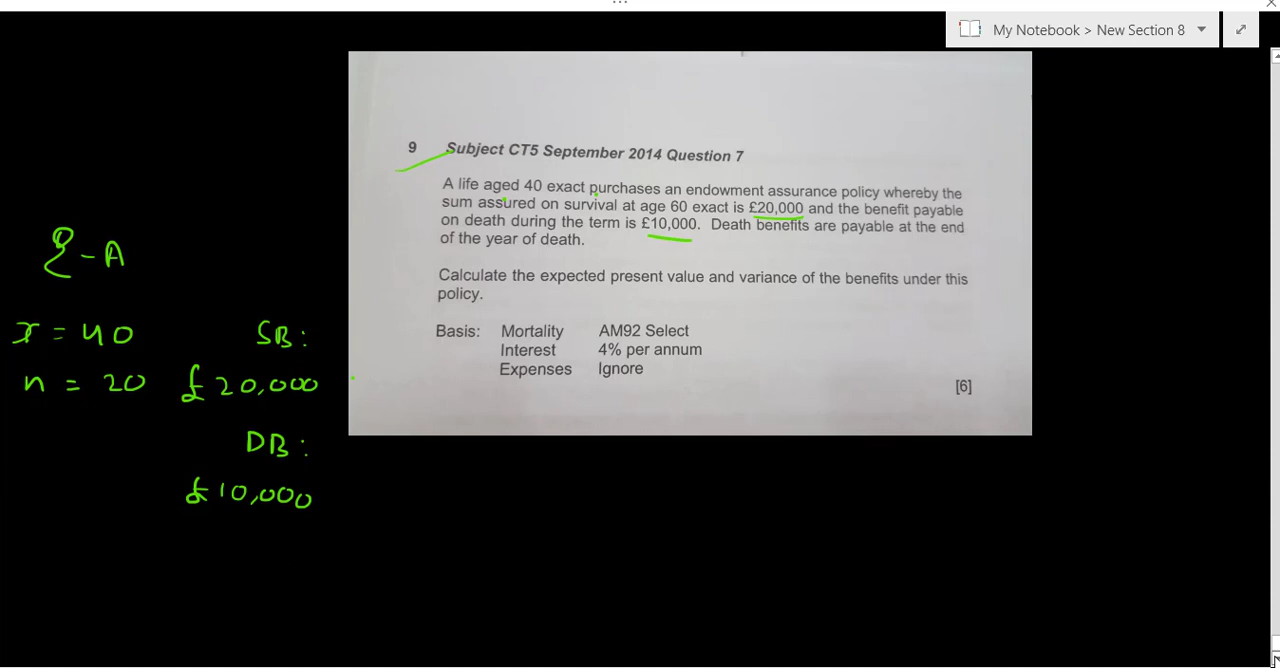 My Notebook > New Section 8
9 Subject CT5 September 2014 Question 7
A life aged 40 exact purchases an endowment assurance policy whereby the
sum assured on survival at age 60 exact is £20,000 and the benefit payable
on death during the term is £10,000. Death benefits are payable at the end
of the year of death.
Calculate the expected present value and variance of the benefits under this
policy.
Basis: Mortality AM92 Select
Interest 4% per annum
Expenses Ignore
[6]
E-A
x = 40
n = 20
SB:
£20,000
DB:
£10,000